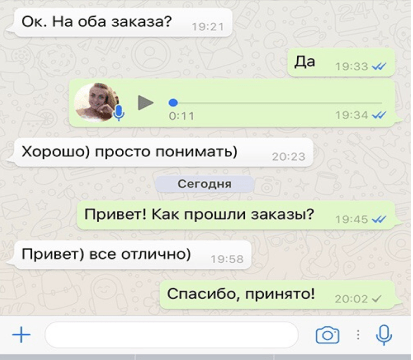 Ок. На оба заказа?
19:21
Да
19:33
0:11
19:34
Хорошо) просто понимать)
20:23
Сегодня
Привет! Как прошли заказы?
19:45
Привет) все отлично)
19:58
Спасибо, принято!
20:02